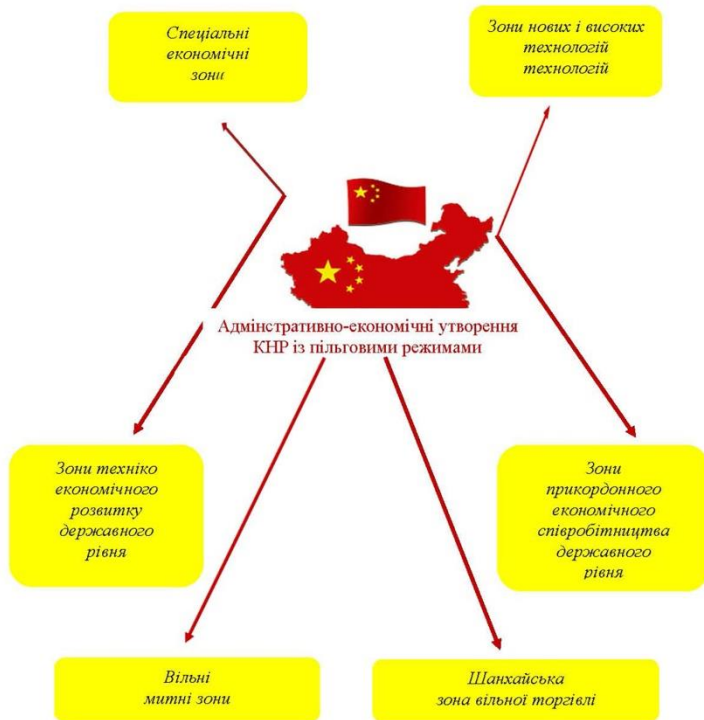 Спеціальні
економічні
зони
Зони нових і високих
технологій
технологій
Адмінстративно-економічні утворення
КНР із пільговими режимами
Зони техніко
економічного
розвитку
державного
рівня
Зони
прикордонного
економічного
співробітництва
державного
рівня
Вільні
митні зони
Шанхайська
зона вільної торгівлі